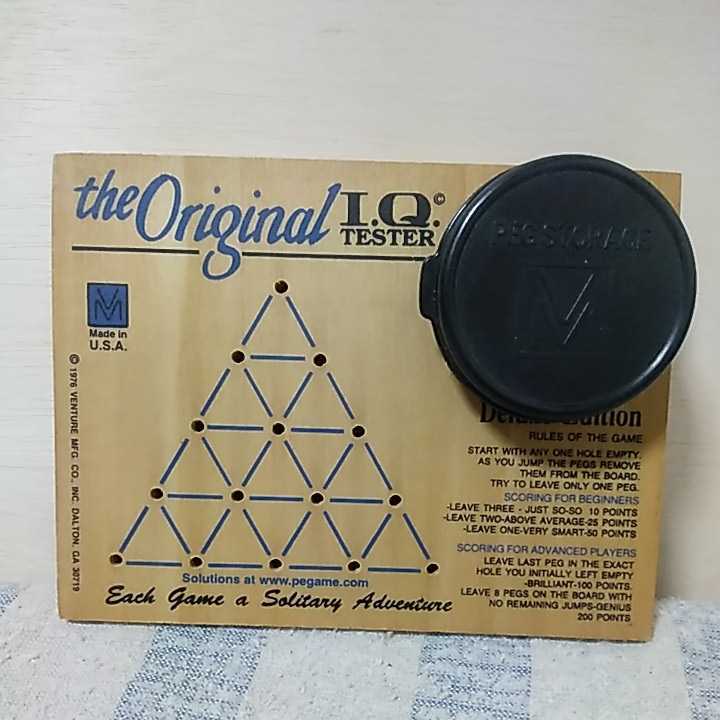 the Original I.Q.©
TESTER
PEG STORAGE
Made in
U.S.A.
© 1976 VENTURE MFG. CO., INC. DALTON, GA 30719
RULES OF THE GAME
START WITH ANY ONE HOLE EMPTY.
AS YOU JUMP THE PEGS REMOVE
THEM FROM THE BOARD.
TRY TO LEAVE ONLY ONE PEG.
SCORING FOR BEGINNERS
-LEAVE THREE - JUST SO-SO 10 POINTS
-LEAVE TWO-ABOVE AVERAGE-25 POINTS
-LEAVE ONE-VERY SMART-50 POINTS
SCORING FOR ADVANCED PLAYERS
LEAVE LAST PEG IN THE EXACT
HOLE YOU INITIALLY LEFT EMPTY
-BRILLIANT-100 POINTS.
LEAVE 8 PEGS ON THE BOARD WITH
NO REMAINING JUMPS-GENIUS
200 POINTS
Solutions at www.pegame.com
Each Game a Solitary Adventure